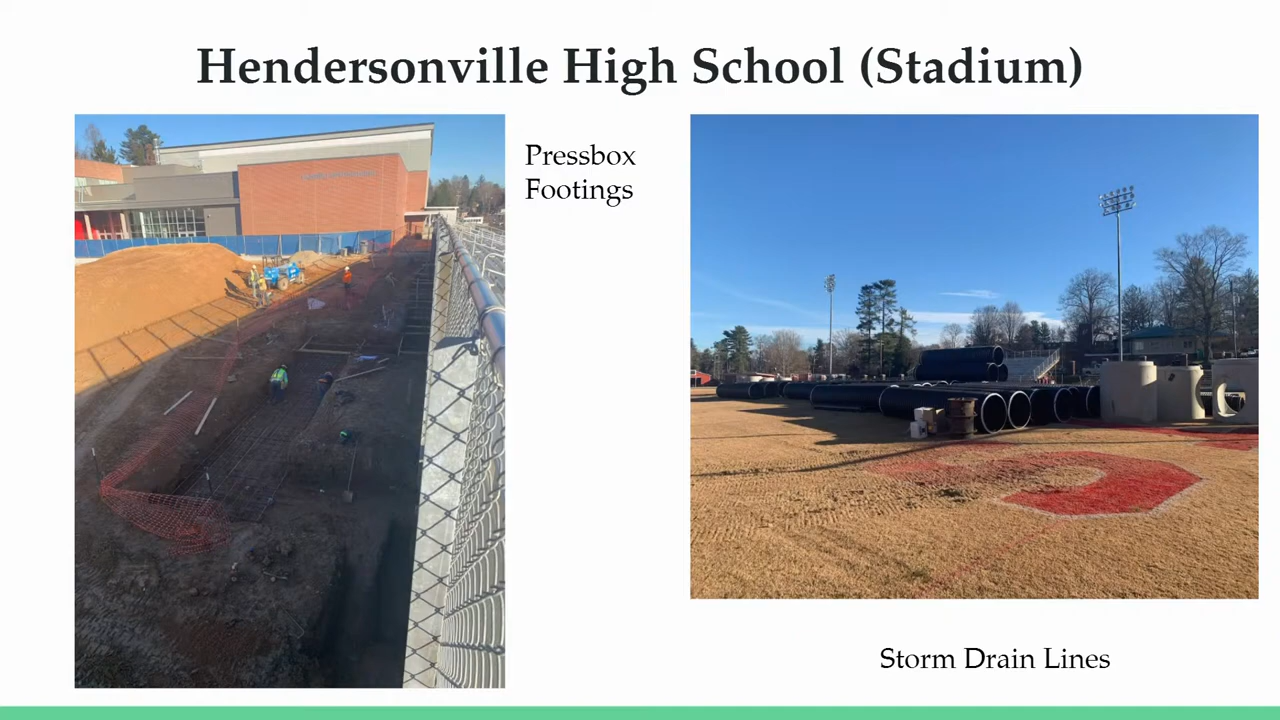 Hendersonville High School (Stadium)
Pressbox
Footings
Storm Drain Lines